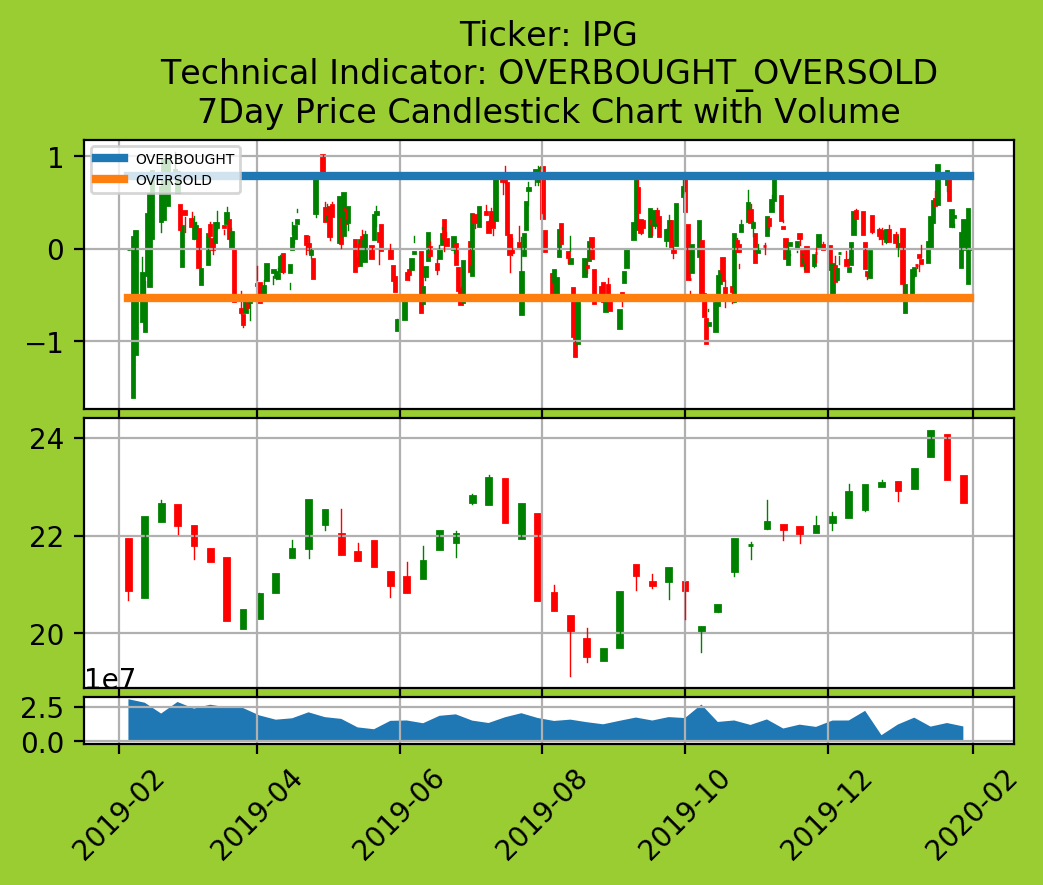 Ticker: IPG
Technical Indicator: OVERBOUGHT_OVERSOLD
7Day Price Candlestick Chart with Volume
OVERBOUGHT
OVERSOLD
1
0
−1
24
22
20
1e7
2.5
0.0
2019-02
2019-04
2019-06
2019-08
2019-10
2019-12
2020-02